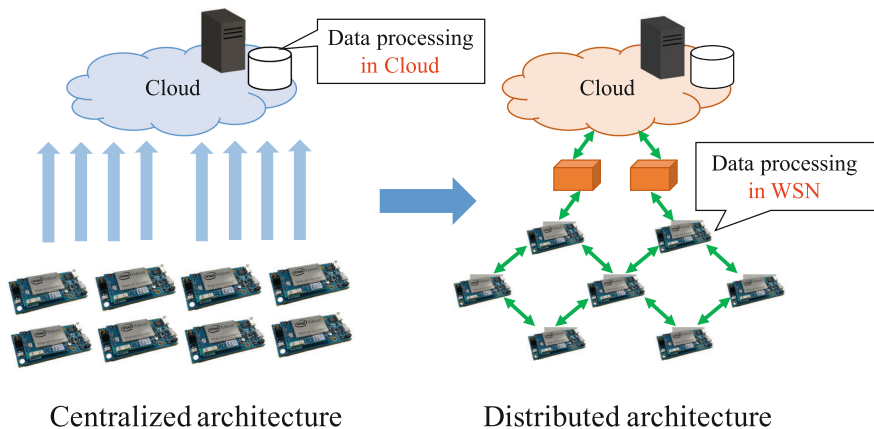 Data processing
in Cloud
Cloud
Cloud
Data processing
in WSN
Centralized architecture
Distributed architecture